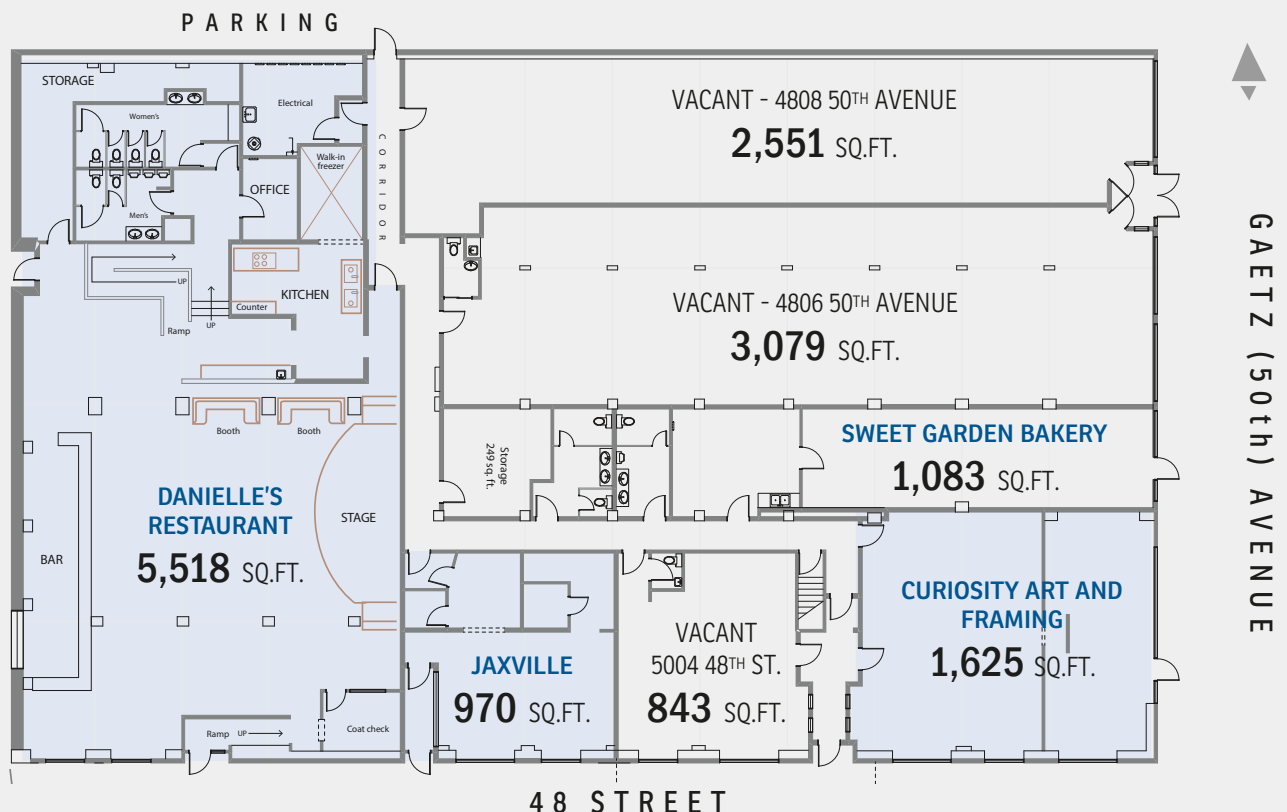 PARKING
STORAGE
Women's
Electrical
Walk-in
freezer
OFFICE
Men's
CORRIDOR
UP
KITCHEN
Counter
Ramp
UP
Booth
Booth
DANIELLE'S
RESTAURANT
5,518 SQ.FT.
STAGE
BAR
Ramp UP
Coat check
VACANT - 4808 50TH AVENUE
2,551 SQ.FT.
VACANT - 4806 50TH AVENUE
3,079 SQ.FT.
Storage
249 sq. ft.
SWEET GARDEN BAKERY
1,083 SQ.FT.
JAXVILLE
970 SQ.FT.
VACANT
5004 48TH ST.
843 SQ.FT.
CURIOSITY ART AND
FRAMING
1,625 SQ.FT.
GAETZ (50th) AVENUE
48 STREET